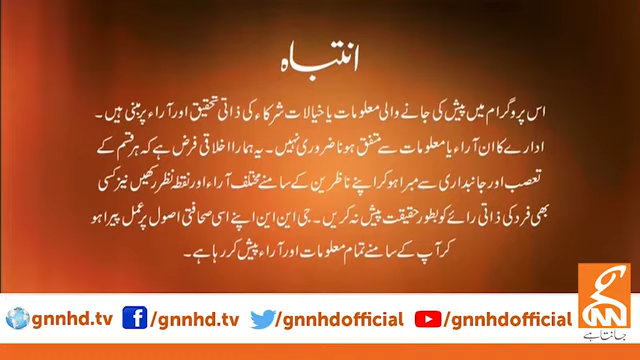 انتباہ
اس پروگرام میں پیش کی جانے والی معلومات یا خیالات شرکاء کی ذاتی تحقیق اور آراء پر مبنی ہیں۔
ادارے کا ان آراء یا معلومات سے متفق ہونا ضروری نہیں۔ یہ ہمارا اخلاقی فرض ہے کہ ہر قسم کے
تعصب اور جانبداری سے مبرا ہو کر اپنے ناظرین کے سامنے مختلف آراء اور نقطہ نظر رکھیں نیز کسی
بھی فرد کی ذاتی رائے کو بطور حقیقت پیش نہ کریں۔ جی این این اپنے اسی صحافتی اصول پر عمل پیرا ہو
کر آپ کے سامنے تمام معلومات اور آراء پیش کر رہا ہے۔
gnnhd.tv f /gnnhd.tv /gnnhdofficial /gnnhdofficial
GNN
جانتا ہے